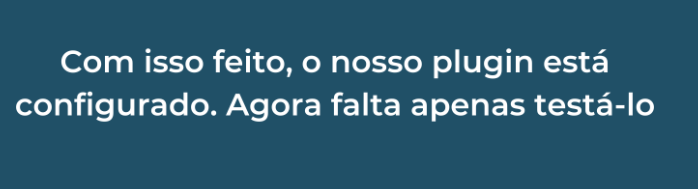 Com isso feito, o nosso plugin está
configurado. Agora falta apenas testá-lo